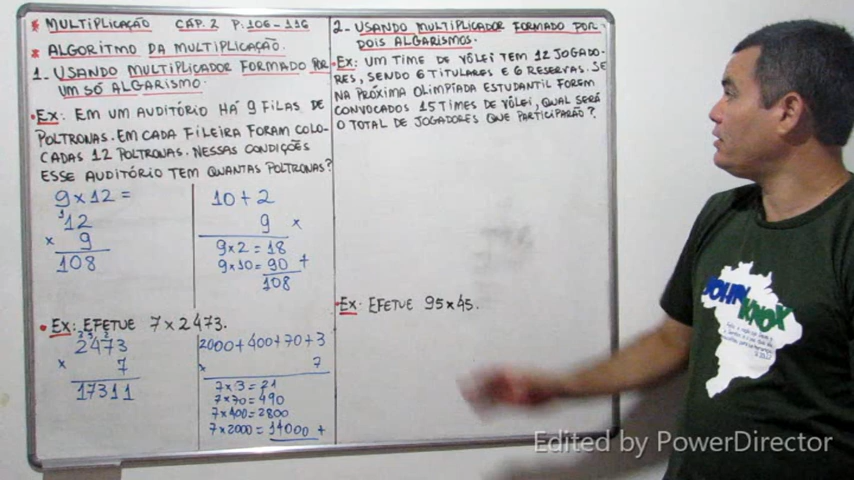 * MULTIPLICAÇÃO CAP. 2 P. 106-116
* ALGORITMO DA MULTIPLICAÇÃO.
1. USANDO MULTIPLICADOR FORMADO POR
UM SÓ ALGARISMO.
• EX: EM UM AUDITÓRIO HÁ 9 FILAS DE
POLTRONAS. EM CADA FILEIRA FORAM COLO-
CADAS 12 POLTRONAS. NESSAS CONDIÇÕES
ESSE AUDITÓRIO TEM QUANTAS POLTRONAS?
9 x 12 =
1
12
x 9
108
10 + 2
9 x
9 x 2 = 18
9 x 10 = 90 +
108
• EX: EFETUE 7 x 2473.
2473
x 7
17311
2000+400+70+3
x 7
7 x 3 = 21
7 x 70 = 490
7 x 400 = 2800
7 x 2000 = 14000 +
2. USANDO MULTIPLICADOR FORMADO POR
DOIS ALGARISMOS.
• EX: UM TIME DE VÔLEI TEM 12 JOGADO-
RES, SENDO 6 TITULARES E 6 RESERVAS. SE
NA PRÓXIMA OLIMPÍADA ESTUDANTIL FOREM
CONVOCADOS 15 TIMES DE VÔLEI, QUAL SERÁ
O TOTAL DE JOGADORES QUE PARTICIPARÃO?
• EX: EFETUE 95 x 45.
JOHN
KNOX
Edited by PowerDirector